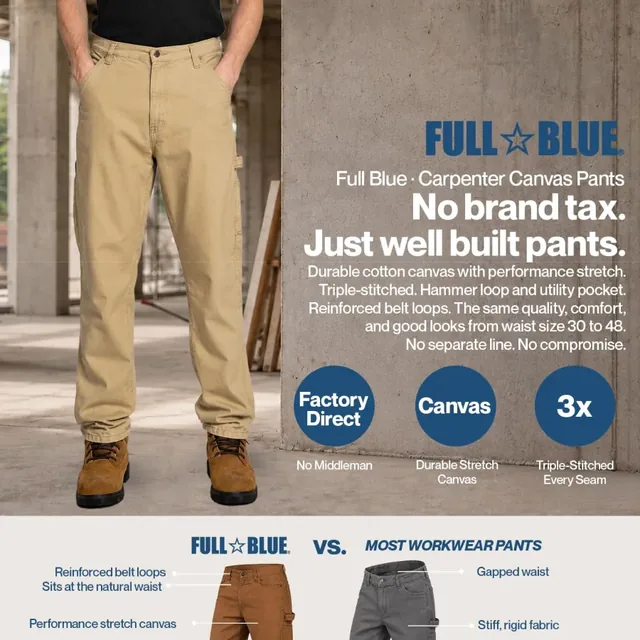 FULL BLUE®
Full Blue · Carpenter Canvas Pants
No brand tax.
Just well built pants.
Durable cotton canvas with performance stretch.
Triple-stitched. Hammer loop and utility pocket.
Reinforced belt loops. The same quality, comfort,
and good looks from waist size 30 to 48.
No separate line. No compromise.
Factory
Direct
No Middleman
Canvas
Durable Stretch
Canvas
3x
Triple-Stitched
Every Seam
FULL BLUE® VS. MOST WORKWEAR PANTS
Reinforced belt loops
Sits at the natural waist
Performance stretch canvas
Gapped waist
Stiff, rigid fabric